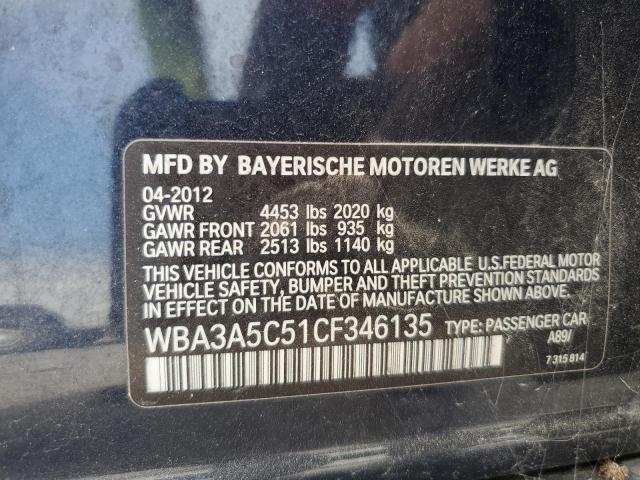 MFD BY BAYERISCHE MOTOREN WERKE AG
04-2012
GVWR 4453 lbs 2020 kg
GAWR FRONT 2061 lbs 935 kg
GAWR REAR 2513 lbs 1140 kg
THIS VEHICLE CONFORMS TO ALL APPLICABLE U.S.FEDERAL MOTOR
VEHICLE SAFETY, BUMPER AND THEFT PREVENTION STANDARDS
IN EFFECT ON THE DATE OF MANUFACTURE SHOWN ABOVE.
WBA3A5C51CF346135 TYPE: PASSENGER CAR
A89/
7 315 814